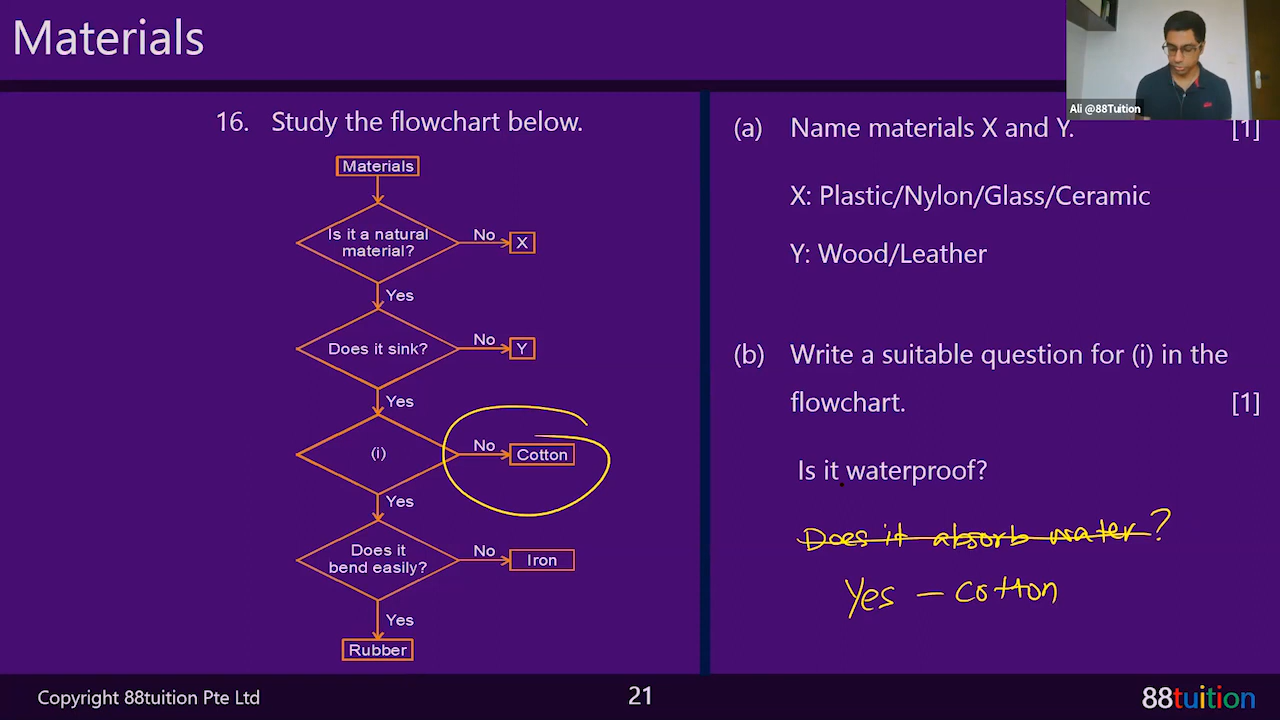 Materials
Ali @88Tuition
16. Study the flowchart below.
Materials
Is it a natural
material?
No
X
Yes
Does it sink?
No
Y
Yes
(i)
No
Cotton
Yes
Does it
bend easily?
No
Iron
Yes
Rubber
(a) Name materials X and Y. [1]
X: Plastic/Nylon/Glass/Ceramic
Y: Wood/Leather
(b) Write a suitable question for (i) in the
flowchart. [1]
Is it waterproof?
Does it absorb water?
Yes – cotton
Copyright 88tuition Pte Ltd
21
88tuition